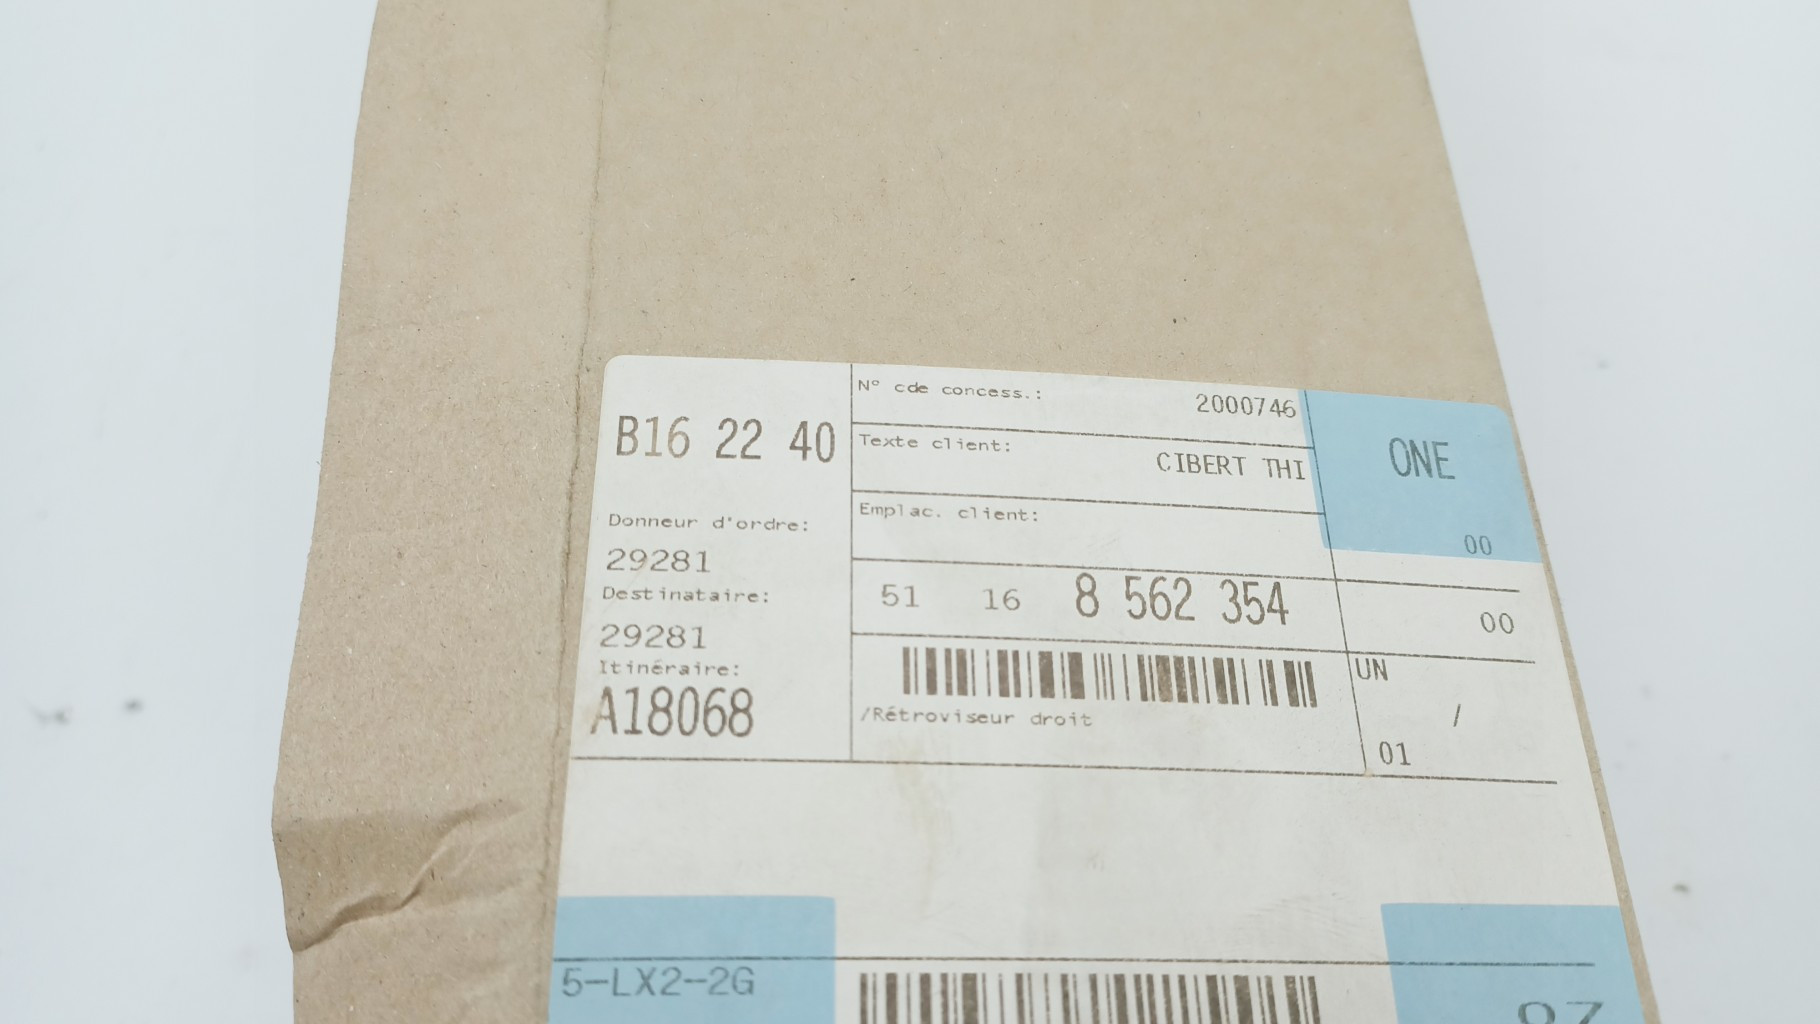 B16 22 40
Donneur d'ordre:
29281
Destinataire:
29281
Itinéraire:
A18068
N° cde concess.:
2000746
Texte client:
CIBERT THI
Emplac. client:
51 16 8 562 354
/Rétroviseur droit
ONE
00
00
UN
/
01
5-LX2-2G